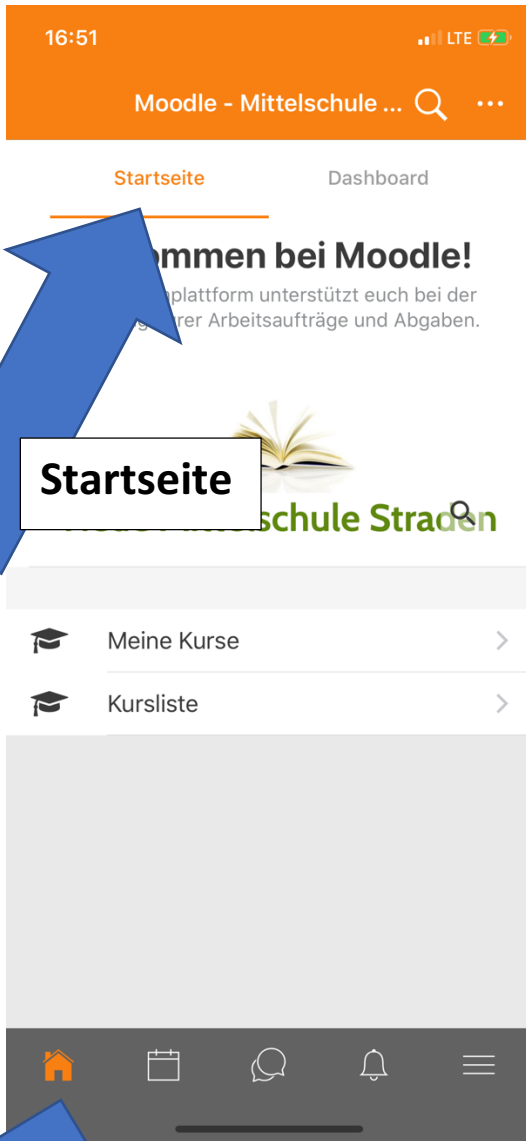 16:51 LTE
Moodle - Mittelschule ...
Startseite Dashboard
ommen bei Moodle!
nplattform unterstützt euch bei der
rer Arbeitsaufträge und Abgaben.
Startseite
schule Straden
Meine Kurse
Kursliste